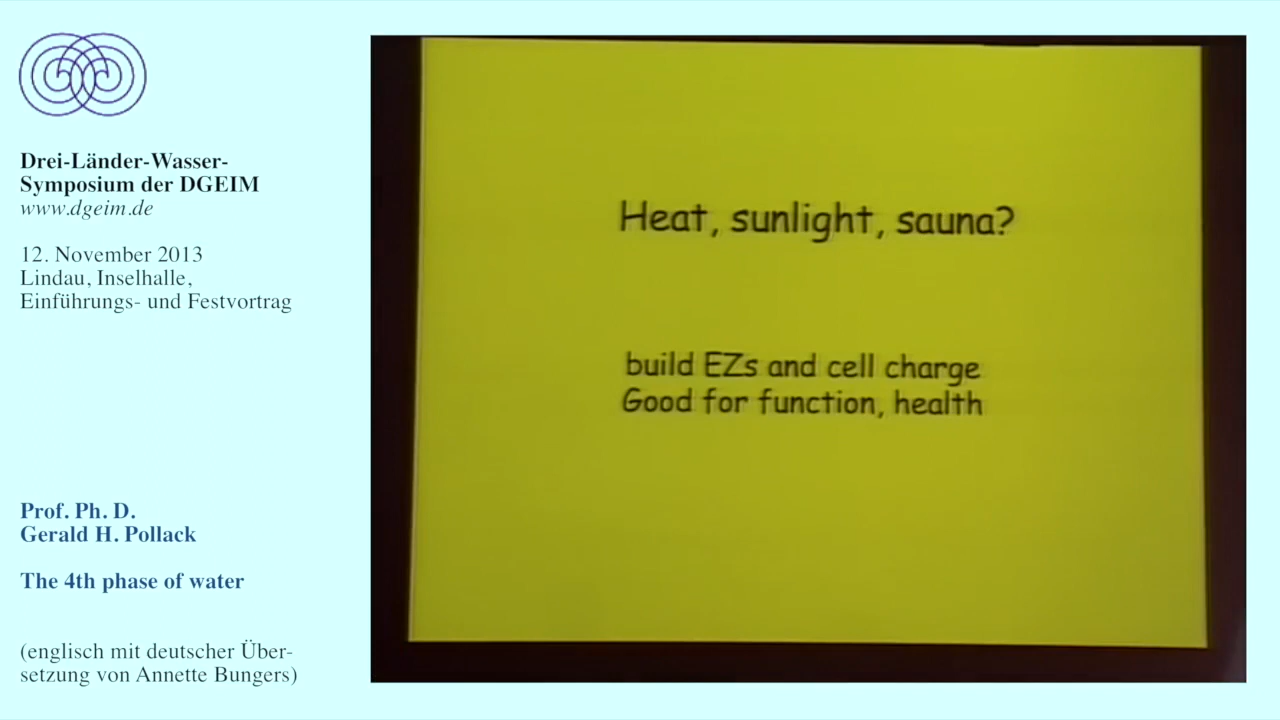 Drei-Länder-Wasser-
Symposium der DGEIM
www.dgeim.de
12. November 2013
Lindau, Inselhalle,
Einführungs- und Festvortrag
Prof. Ph. D.
Gerald H. Pollack
The 4th phase of water
(englisch mit deutscher Über-
setzung von Annette Bungers)
Heat, sunlight, sauna?
build EZs and cell charge
Good for function, health